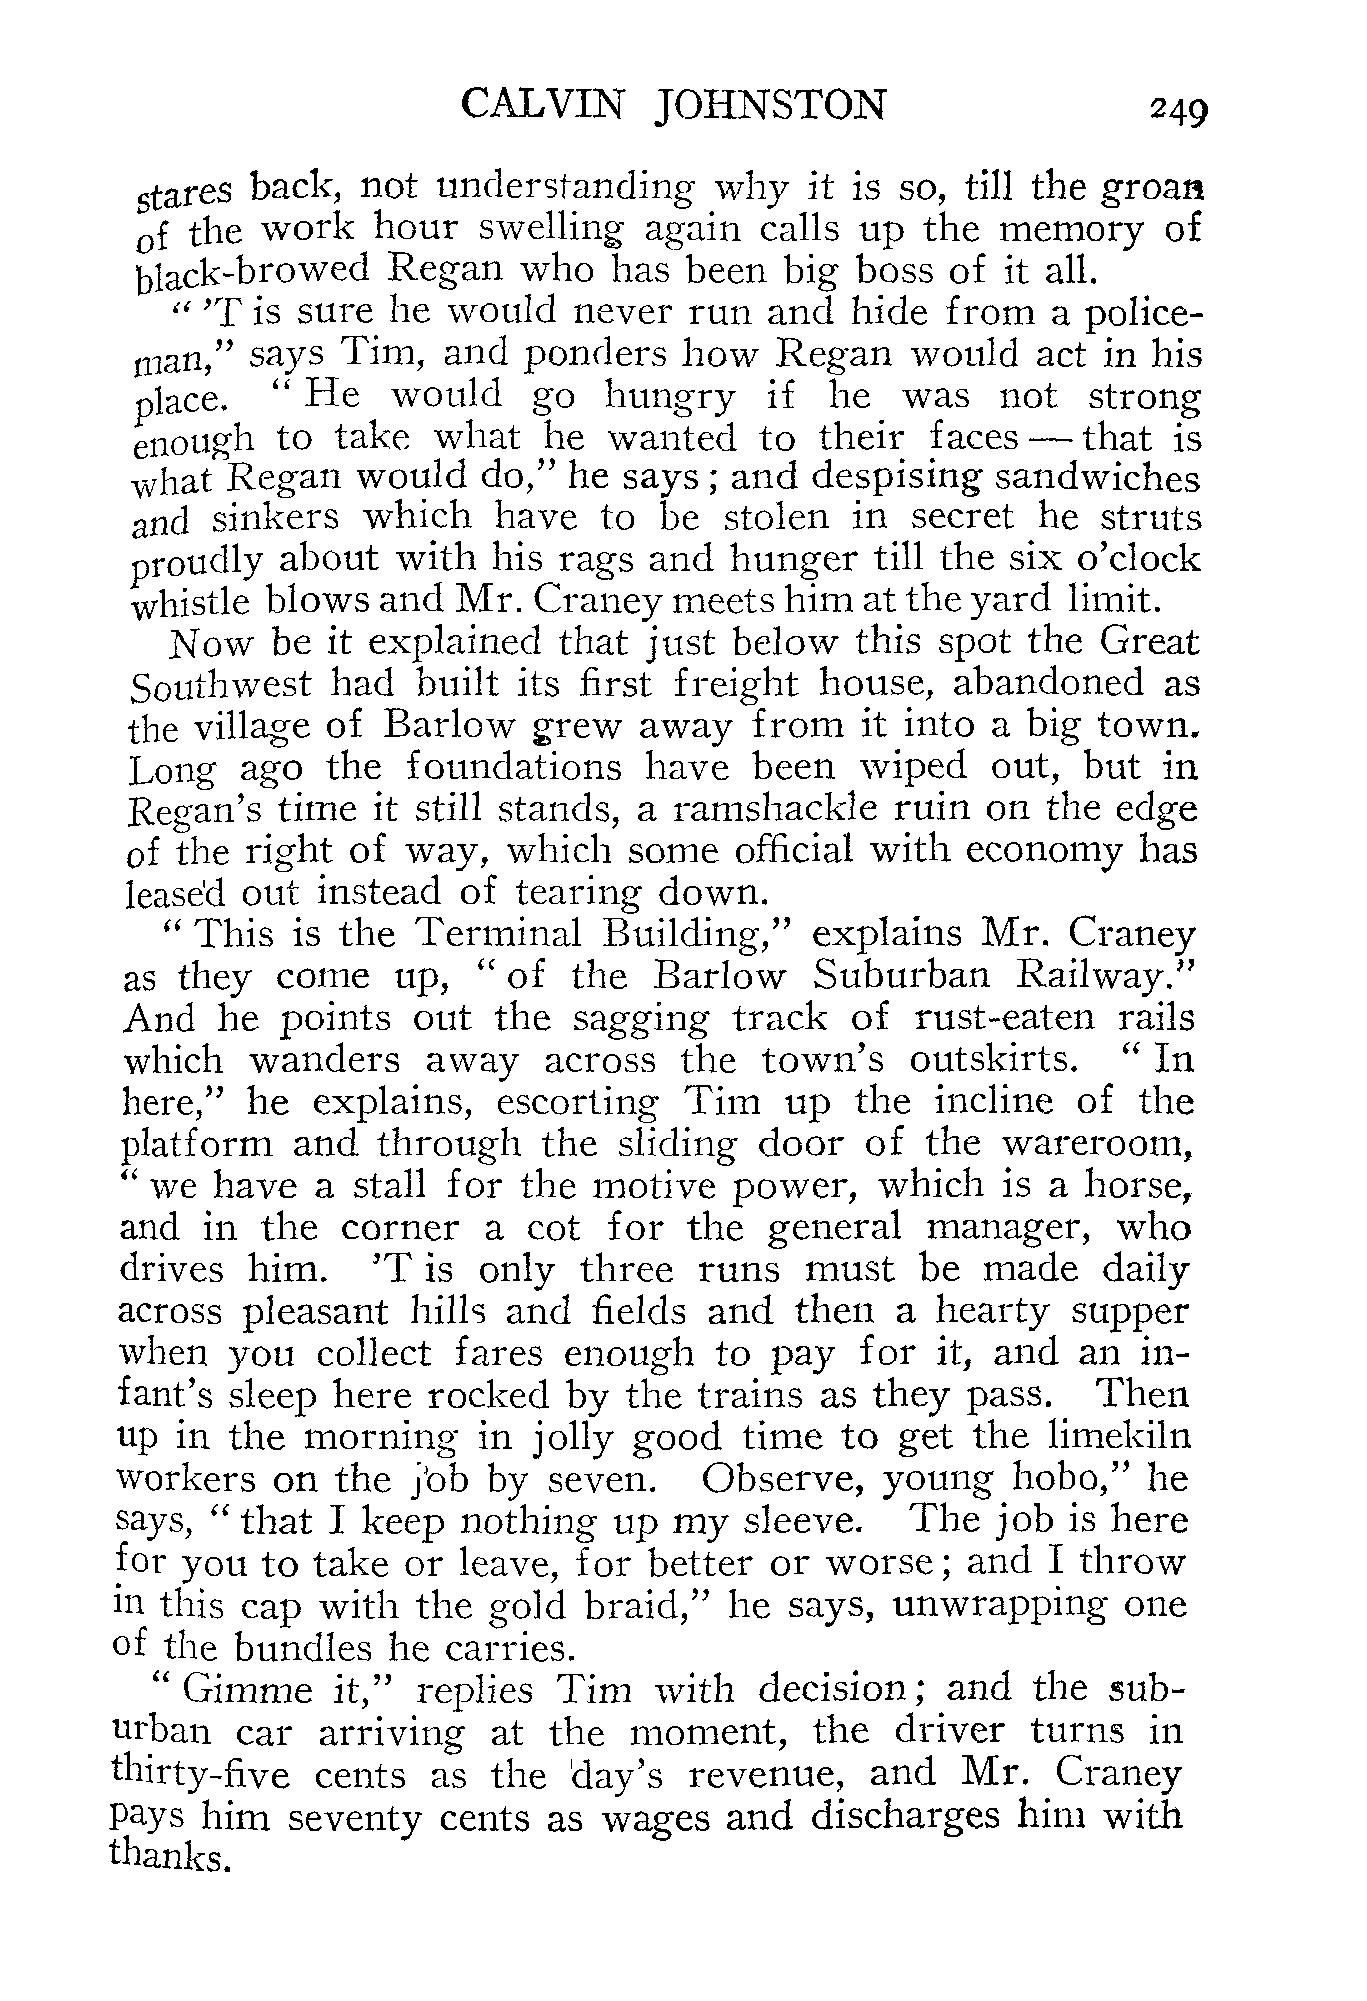 CALVIN JOHNSTON 249
stares back, not understanding why it is so, till the groan
of the work hour swelling again calls up the memory of
black-browed Regan who has been big boss of it all.
" 'T is sure he would never run and hide from a police-
man," says Tim, and ponders how Regan would act in his
place. " He would go hungry if he was not strong
enough to take what he wanted to their faces — that is
what Regan would do," he says ; and despising sandwiches
and sinkers which have to be stolen in secret he struts
proudly about with his rags and hunger till the six o'clock
whistle blows and Mr. Craney meets him at the yard limit.
Now be it explained that just below this spot the Great
Southwest had built its first freight house, abandoned as
the village of Barlow grew away from it into a big town.
Long ago the foundations have been wiped out, but in
Regan's time it still stands, a ramshackle ruin on the edge
of the right of way, which some official with economy has
leased out instead of tearing down.
" This is the Terminal Building," explains Mr. Craney
as they come up, " of the Barlow Suburban Railway."
And he points out the sagging track of rust-eaten rails
which wanders away across the town's outskirts. " In
here," he explains, escorting Tim up the incline of the
platform and through the sliding door of the wareroom,
" we have a stall for the motive power, which is a horse,
and in the corner a cot for the general manager, who
drives him. 'T is only three runs must be made daily
across pleasant hills and fields and then a hearty supper
when you collect fares enough to pay for it, and an in-
fant's sleep here rocked by the trains as they pass. Then
up in the morning in jolly good time to get the limekiln
workers on the job by seven. Observe, young hobo," he
says, " that I keep nothing up my sleeve. The job is here
for you to take or leave, for better or worse ; and I throw
in this cap with the gold braid," he says, unwrapping one
of the bundles he carries.
" Gimme it," replies Tim with decision ; and the sub-
urban car arriving at the moment, the driver turns in
thirty-five cents as the day's revenue, and Mr. Craney
pays him seventy cents as wages and discharges him with
thanks.